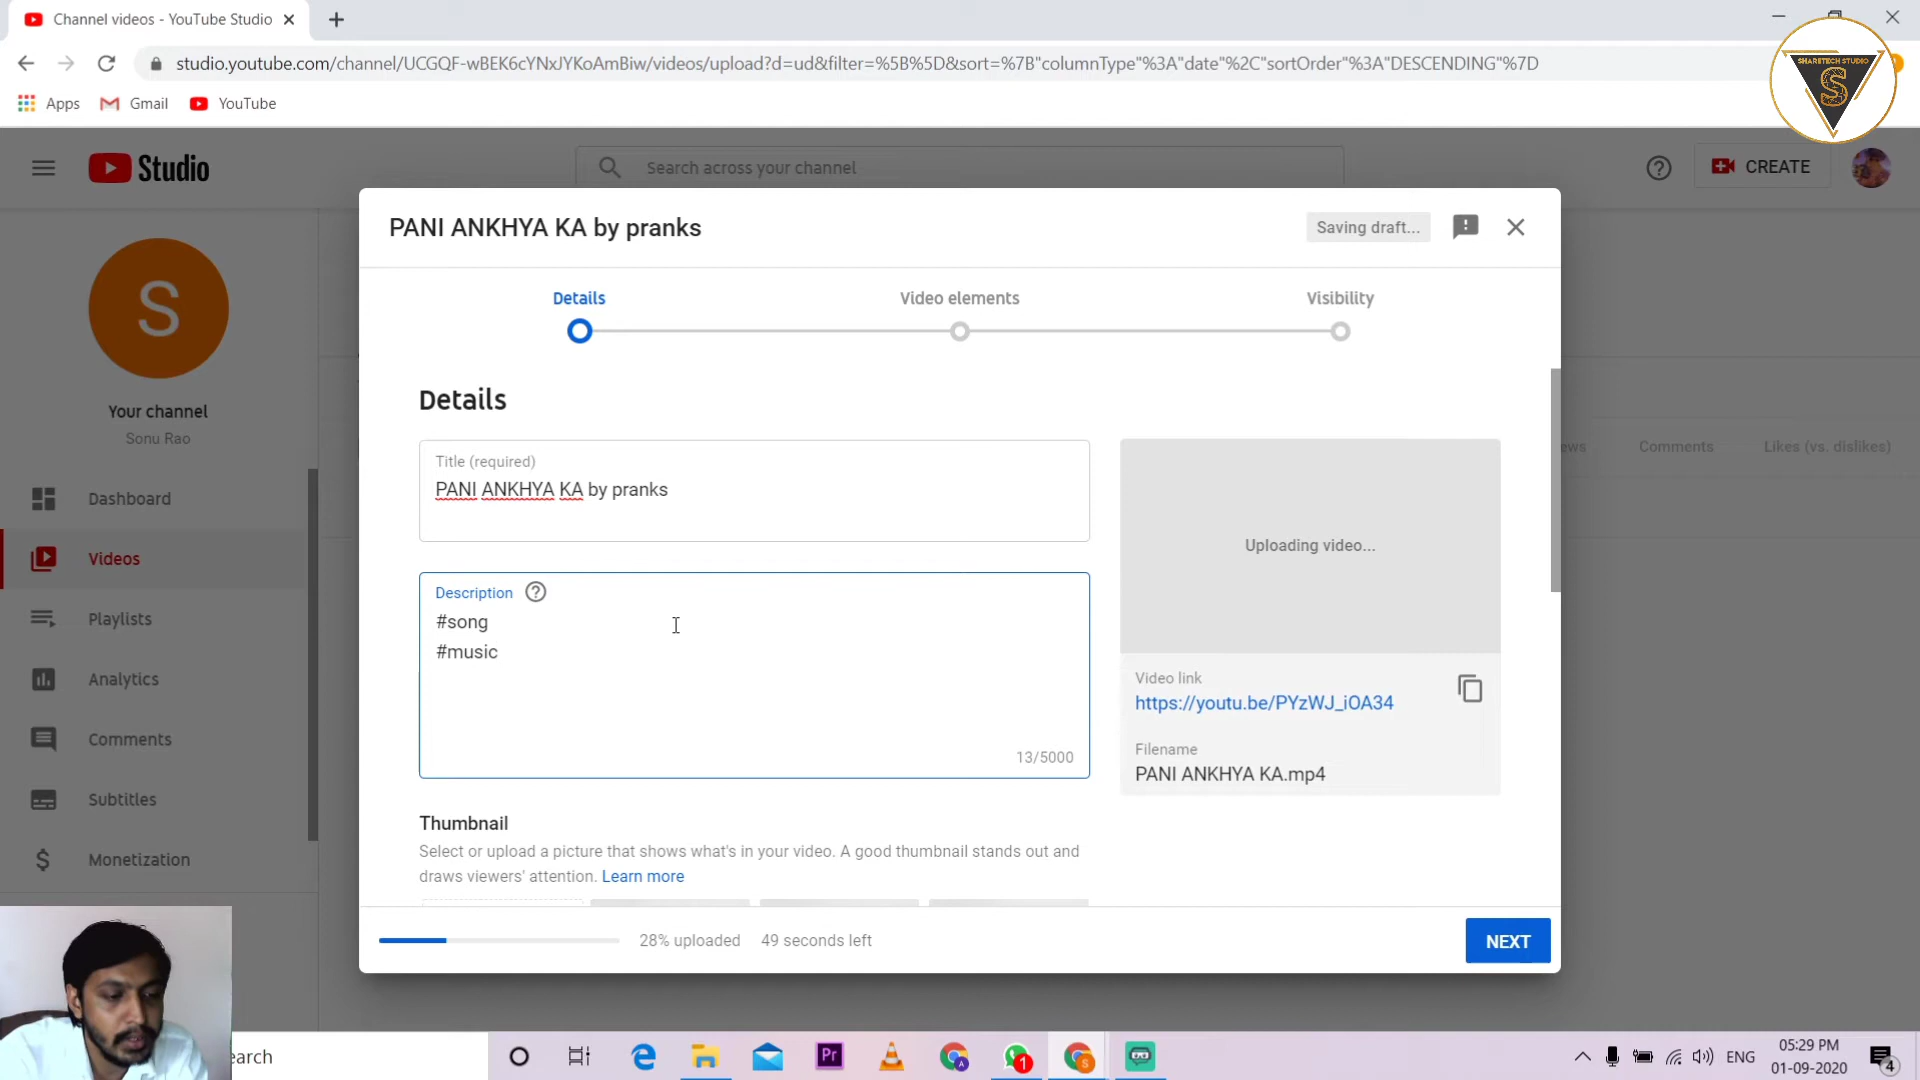 Channel videos - YouTube Studio
studio.youtube.com/channel/UCGQF-wBEK6cYNxJYKoAmBiw/videos/upload?d=ud&filter=%5B%5D&sort=%7B"columnType"%3A"date"%2C"sortOrder"%3A"DESCENDING"%7D
Apps Gmail YouTube
SHARETECH STUDIO
S
Studio
Search across your channel
CREATE
S
Your channel
Sonu Rao
Dashboard
Videos
Playlists
Analytics
Comments
Subtitles
Monetization
PANI ANKHYA KA by pranks
Saving draft...
Details Video elements Visibility
Details
Title (required)
PANI ANKHYA KA by pranks
Description
#song
#music
13/5000
Uploading video...
Video link
https://youtu.be/PYzWJ_iOA34
Filename
PANI ANKHYA KA.mp4
Thumbnail
Select or upload a picture that shows what's in your video. A good thumbnail stands out and
draws viewers' attention. Learn more
28% uploaded 49 seconds left
NEXT
ews Comments Likes (vs. dislikes)
earch
Pr
A
1
S
ENG
05:29 PM
01-09-2020
4